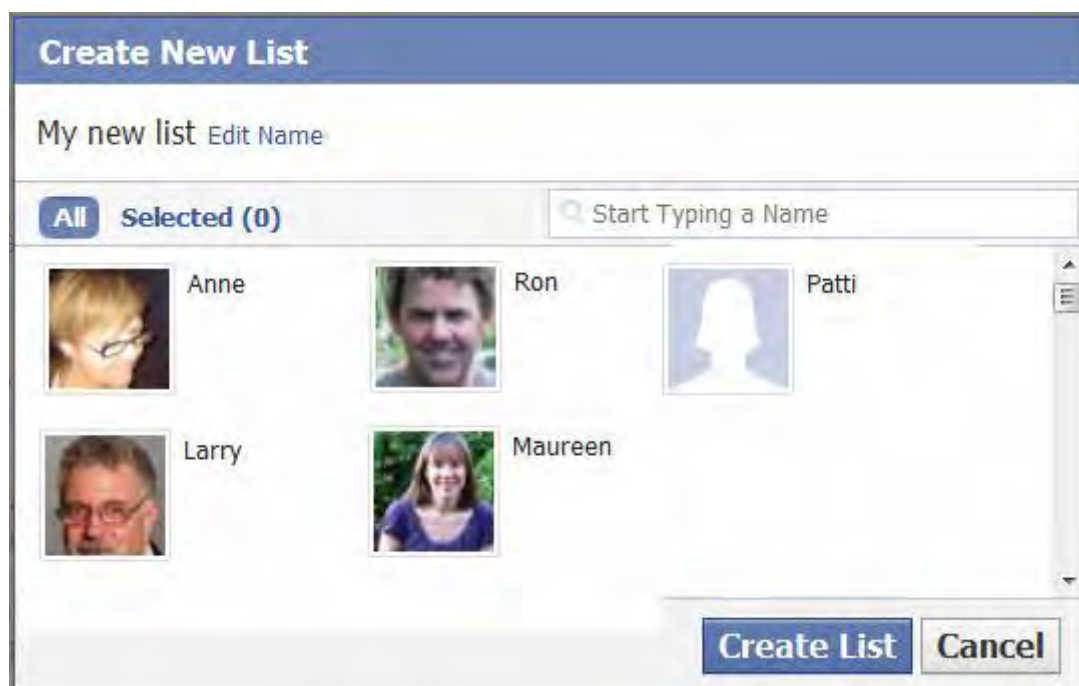 Create New List
My new list Edit Name
All Selected (0) Start Typing a Name
Anne Ron Patti
Larry Maureen
Create List Cancel